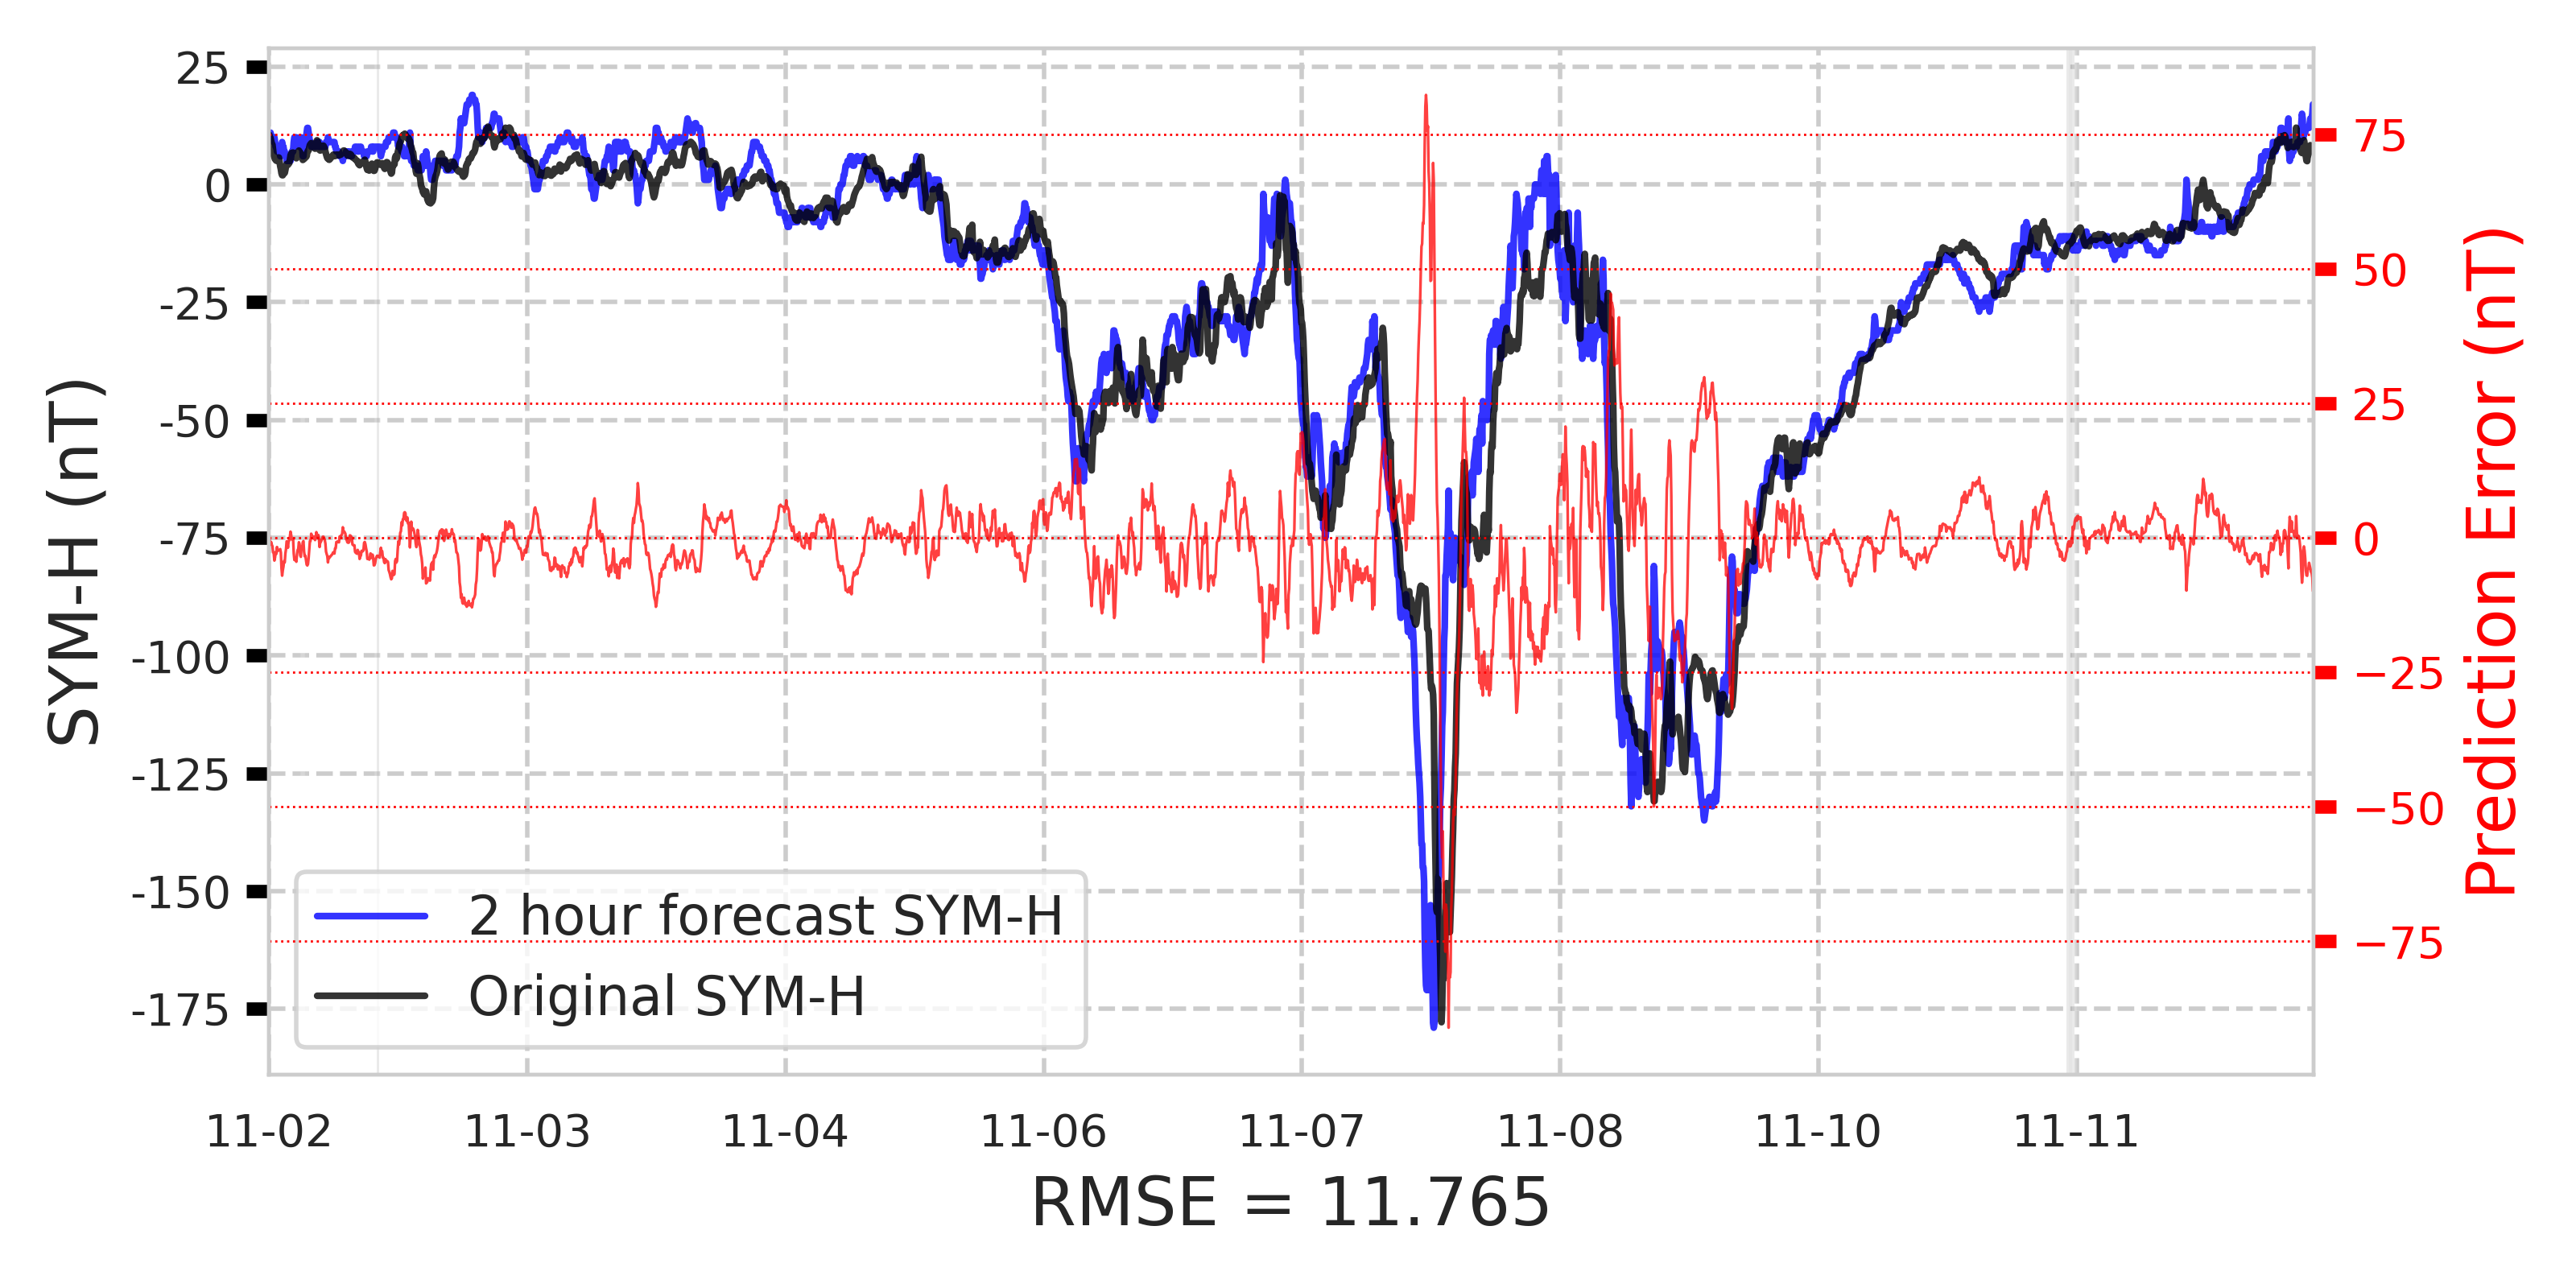 25
0
-25
-50
-75
-100
-125
-150
-175
SYM-H (nT)
75
50
25
0
−25
−50
−75
Prediction Error (nT)
2 hour forecast SYM-H
Original SYM-H
11-02 11-03 11-04 11-06 11-07 11-08 11-10 11-11
RMSE = 11.765